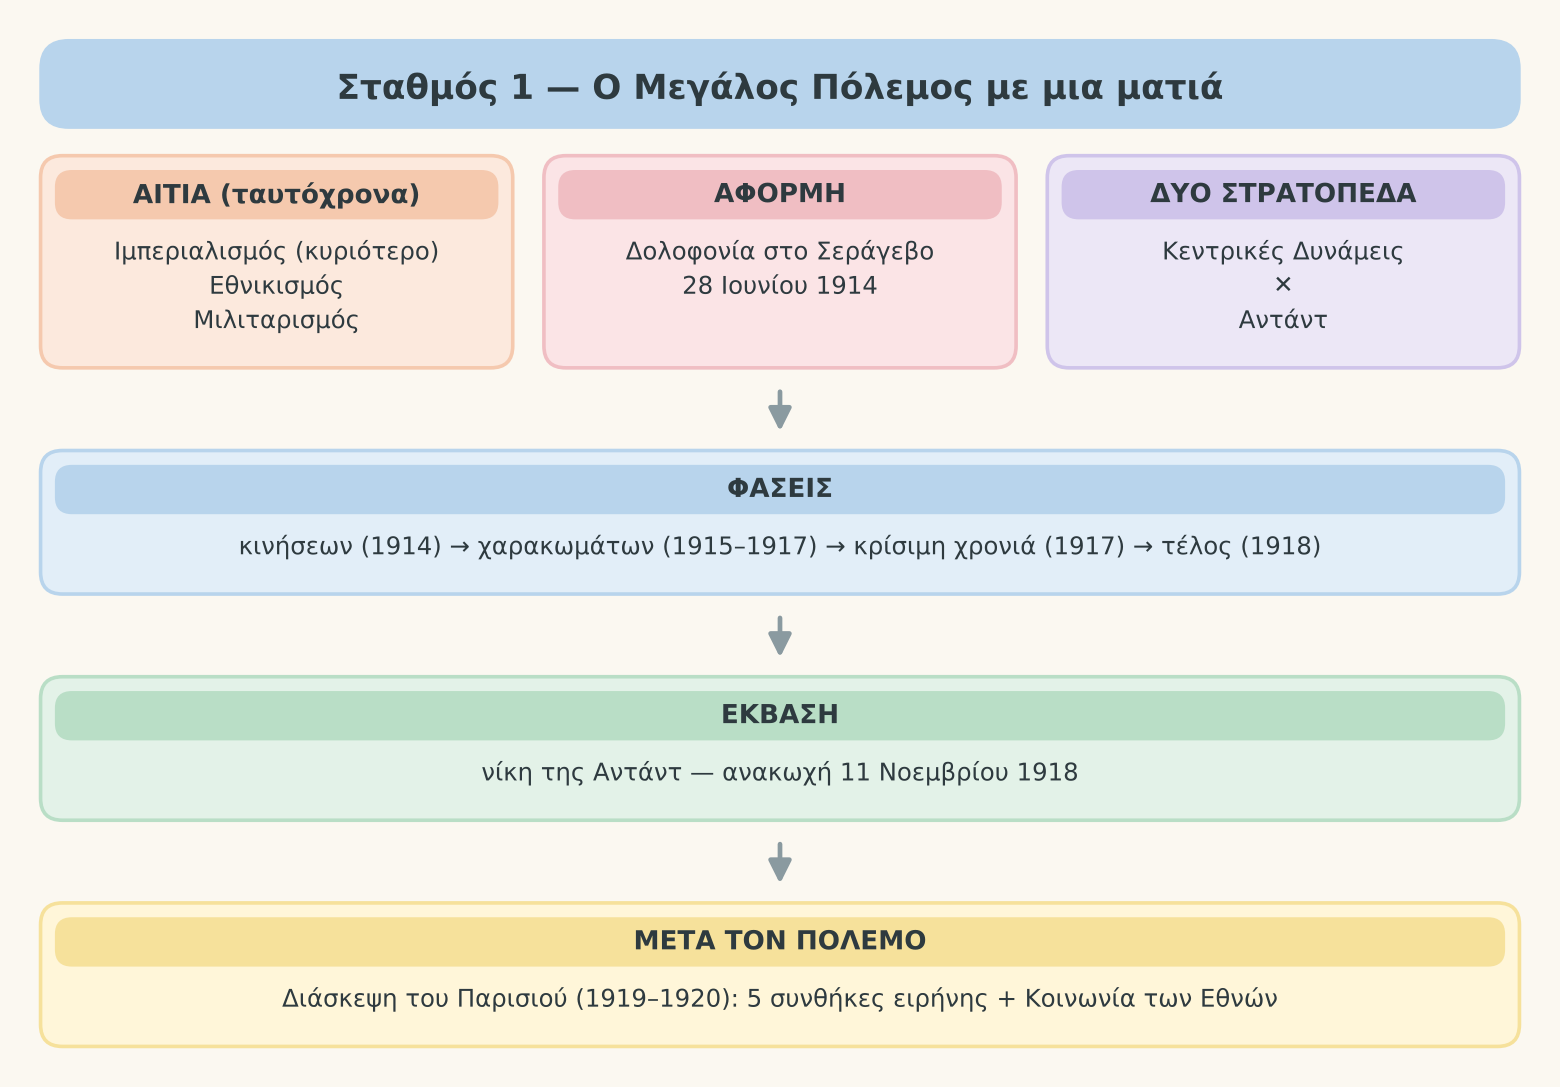 Σταθμός 1 — Ο Μεγάλος Πόλεμος με μια ματιά
ΑΙΤΙΑ (ταυτόχρονα)
Ιμπεριαλισμός (κυριότερο)
Εθνικισμός
Μιλιταρισμός
ΑΦΟΡΜΗ
Δολοφονία στο Σεράγεβο
28 Ιουνίου 1914
ΔΥΟ ΣΤΡΑΤΟΠΕΔΑ
Κεντρικές Δυνάμεις
×
Αντάντ
ΦΑΣΕΙΣ
κινήσεων (1914) → χαρακωμάτων (1915–1917) → κρίσιμη χρονιά (1917) → τέλος (1918)
ΕΚΒΑΣΗ
νίκη της Αντάντ — ανακωχή 11 Νοεμβρίου 1918
ΜΕΤΑ ΤΟΝ ΠΟΛΕΜΟ
Διάσκεψη του Παρισιού (1919–1920): 5 συνθήκες ειρήνης + Κοινωνία των Εθνών